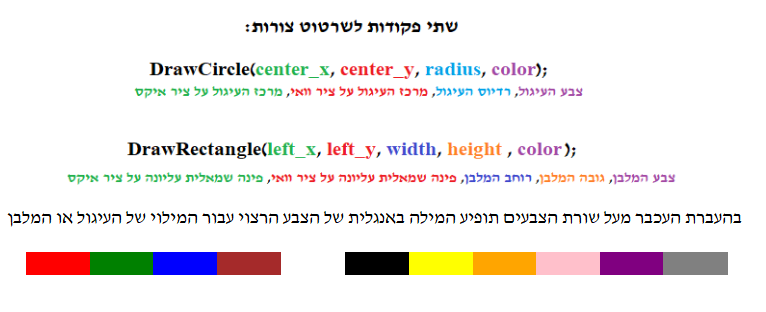 שתי פקודות לשרטוט צורות:
DrawCircle(center_x, center_y, radius, color);
צבע העיגול, רדיוס העיגול, מרכז העיגול על ציר וואי, מרכז העיגול על ציר איקס
DrawRectangle(left_x, left_y, width, height , color);
צבע המלבן, גובה המלבן, רוחב המלבן, פינה שמאלית עליונה על ציר וואי, פינה שמאלית עליונה על ציר איקס
בהעברת העכבר מעל שורת הצבעים תופיע המילה באנגלית של הצבע הרצוי עבור המילוי של העיגול או המלבן